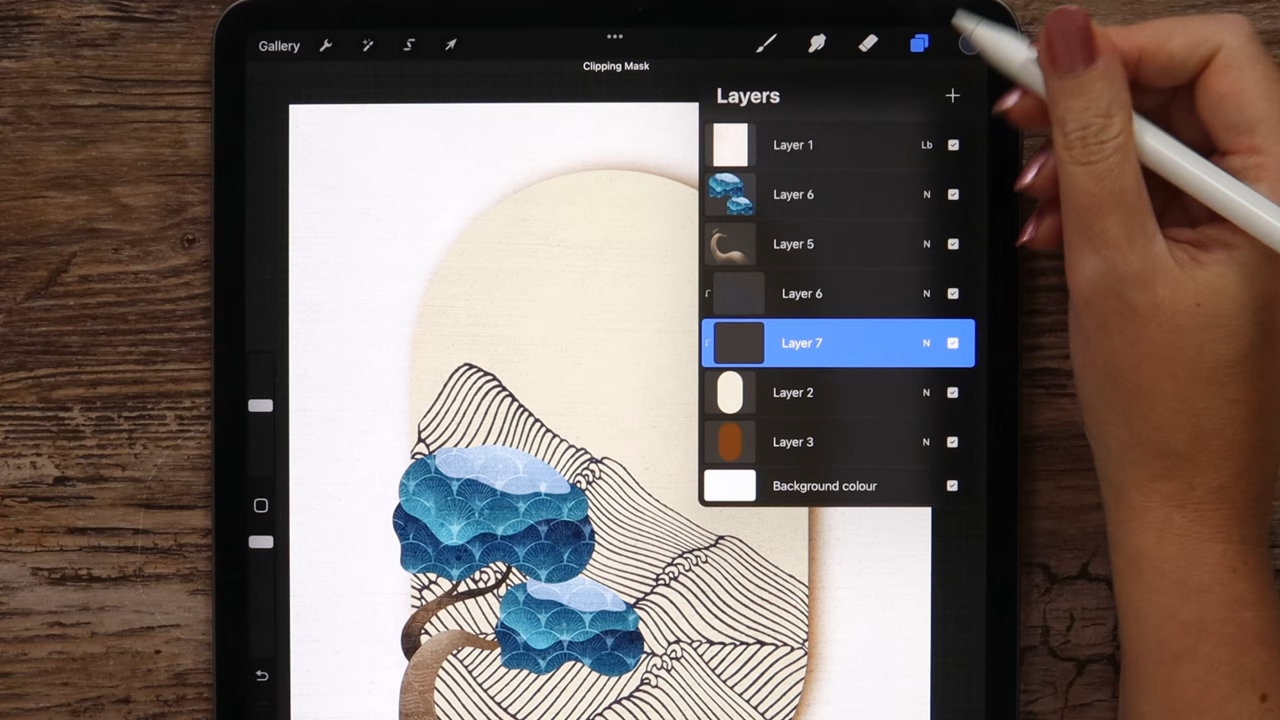 Gallery
Clipping Mask
Layers
Layer 1 Lb
Layer 6 N
Layer 5 N
Layer 6 N
Layer 7 N
Layer 2 N
Layer 3 N
Background colour